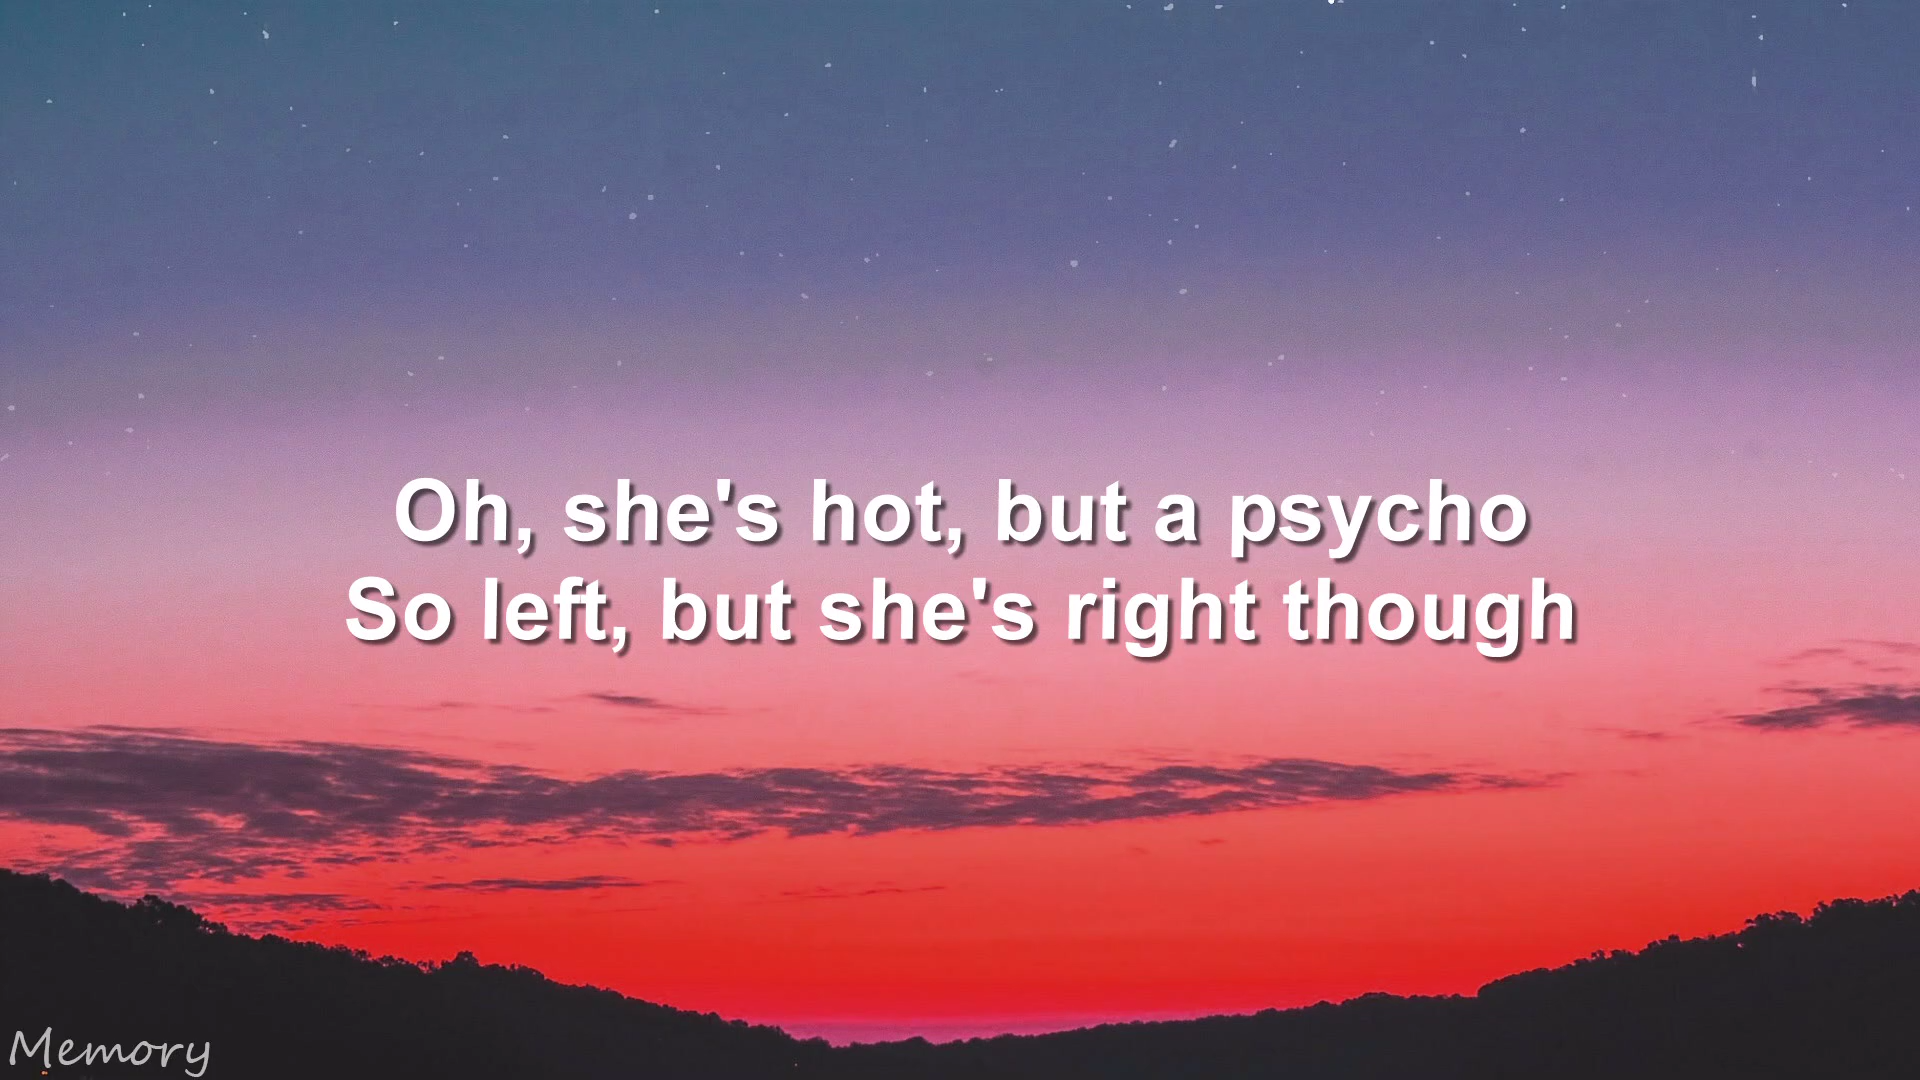 Oh, she's hot, but a psycho
So left, but she's right though
Memory